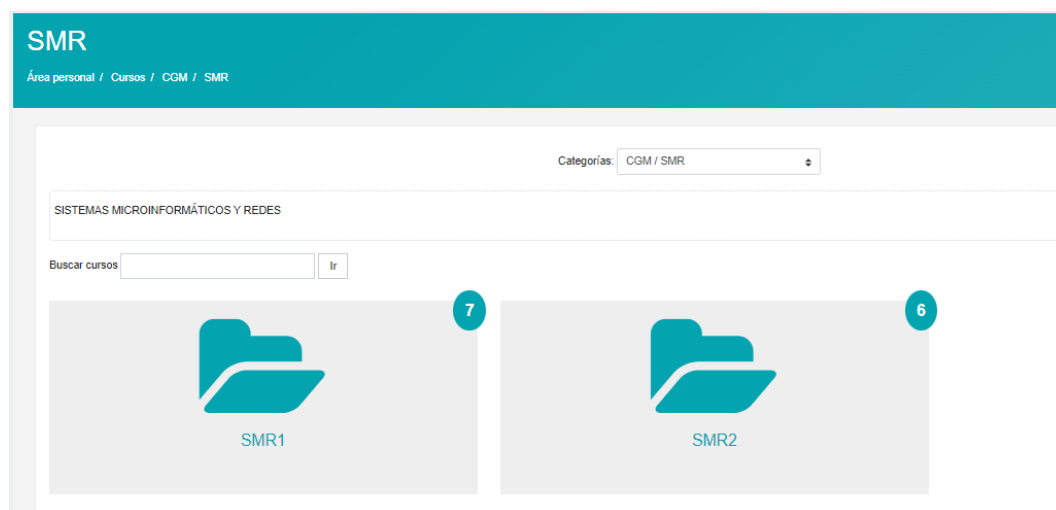 SMR
Área personal / Cursos / CGM / SMR
Categorías: CGM / SMR
SISTEMAS MICROINFORMÁTICOS Y REDES
Buscar cursos Ir
7
6
SMR1
SMR2